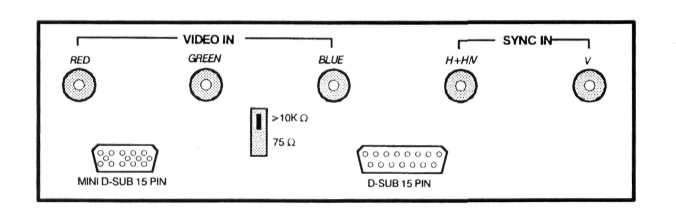 VIDEO IN
SYNC IN
RED
GREEN
BLUE
H+H/V
V
>10K Ω
75 Ω
MINI D-SUB 15 PIN
D-SUB 15 PIN